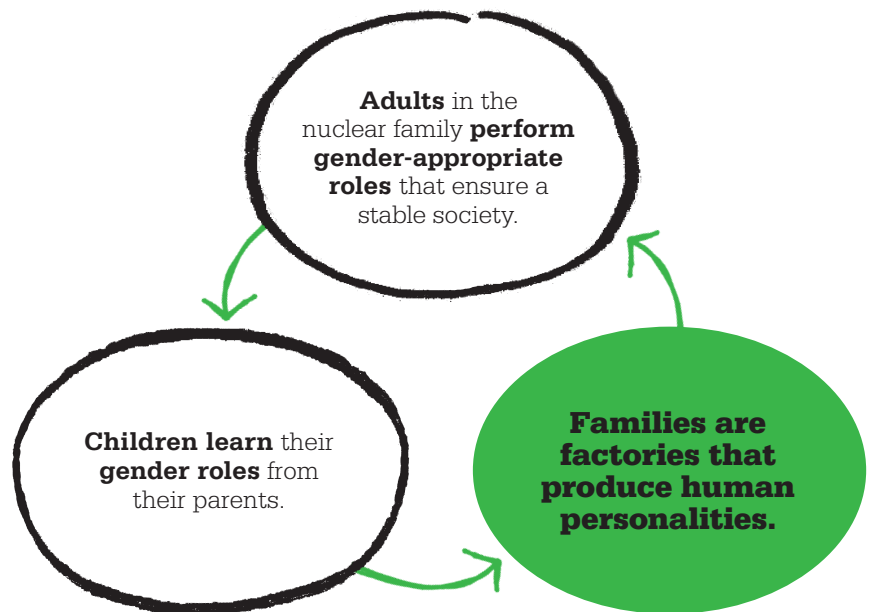 Adults in the
nuclear family perform
gender-appropriate
roles that ensure a
stable society.
Children learn their
gender roles from
their parents.
Families are
factories that
produce human
personalities.